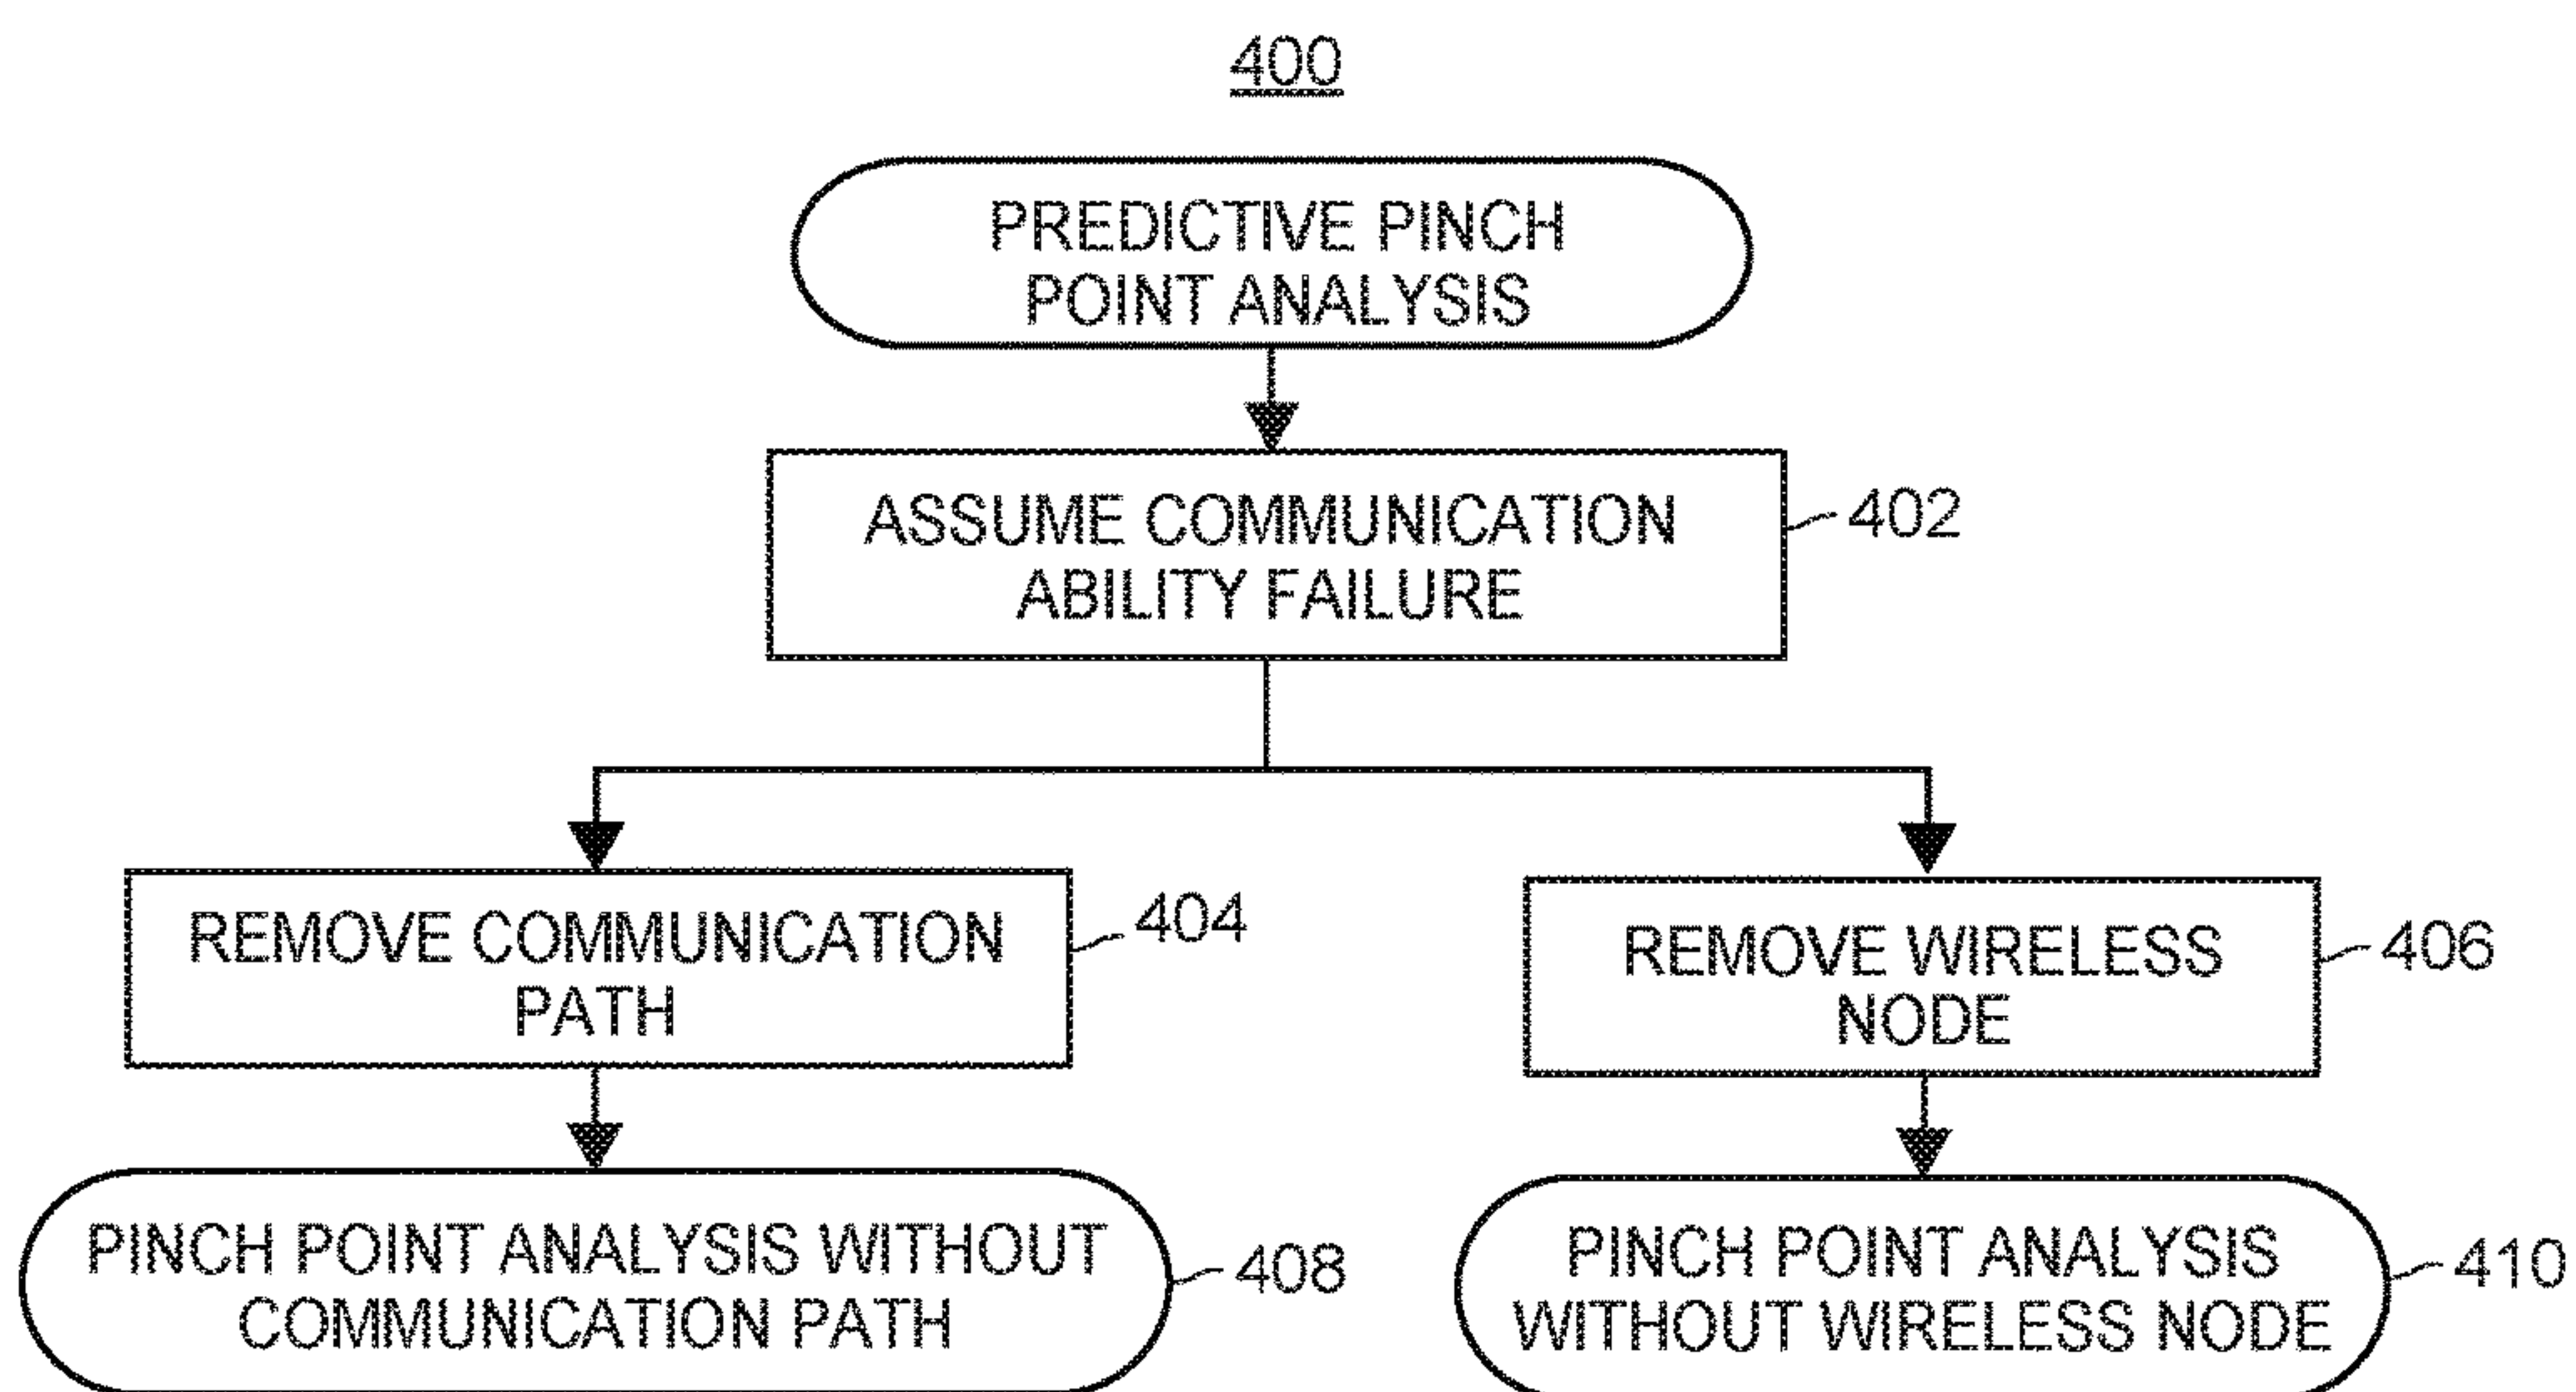 400
PREDICTIVE PINCH
POINT ANALYSIS
ASSUME COMMUNICATION
ABILITY FAILURE
402
REMOVE COMMUNICATION
PATH
404
REMOVE WIRELESS
NODE
406
PINCH POINT ANALYSIS WITHOUT
COMMUNICATION PATH
408
PINCH POINT ANALYSIS
WITHOUT WIRELESS NODE
410